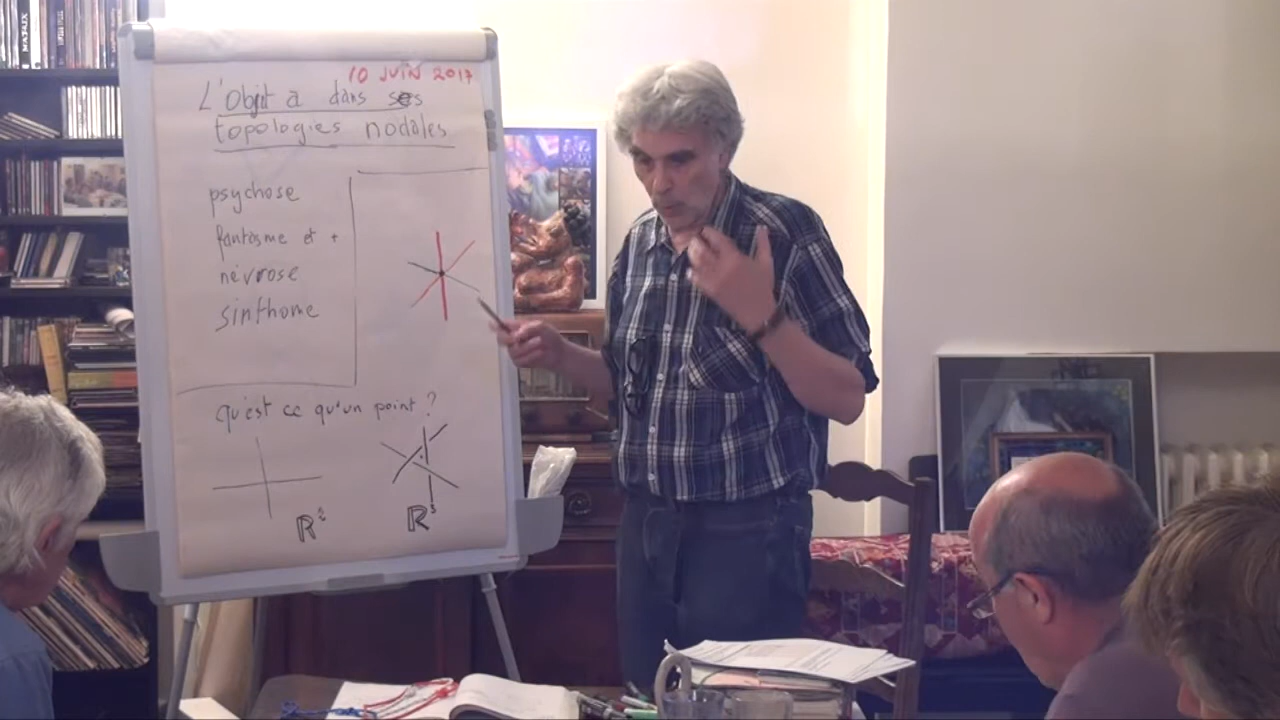 10 JUIN 2017
L'objet a dans ses
topologies nodales
psychose
fantasme et +
névrose
sinthome
qu'est ce qu'un point ?
ℝ² ℝ³